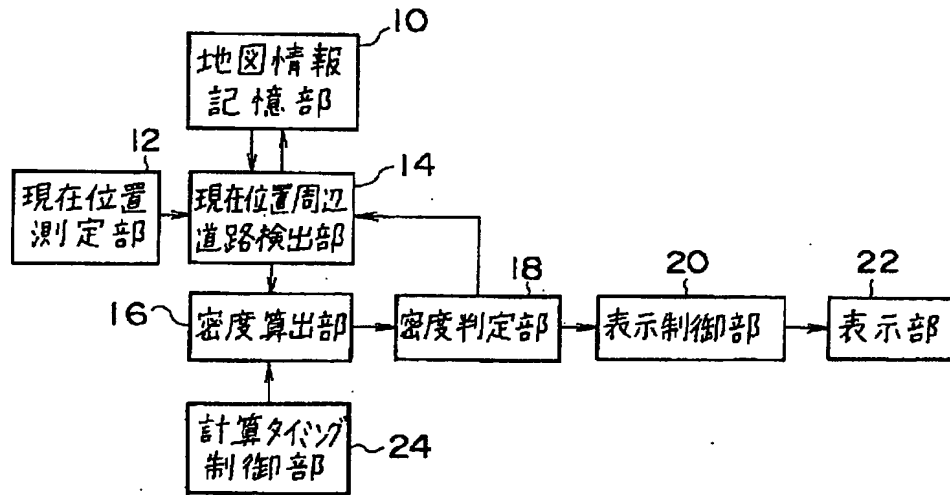 10
地図情報
記憶部
12
現在位置
測定部
14
現在位置周辺
道路検出部
16
密度算出部
18
密度判定部
20
表示制御部
22
表示部
計算タイミング
制御部
24